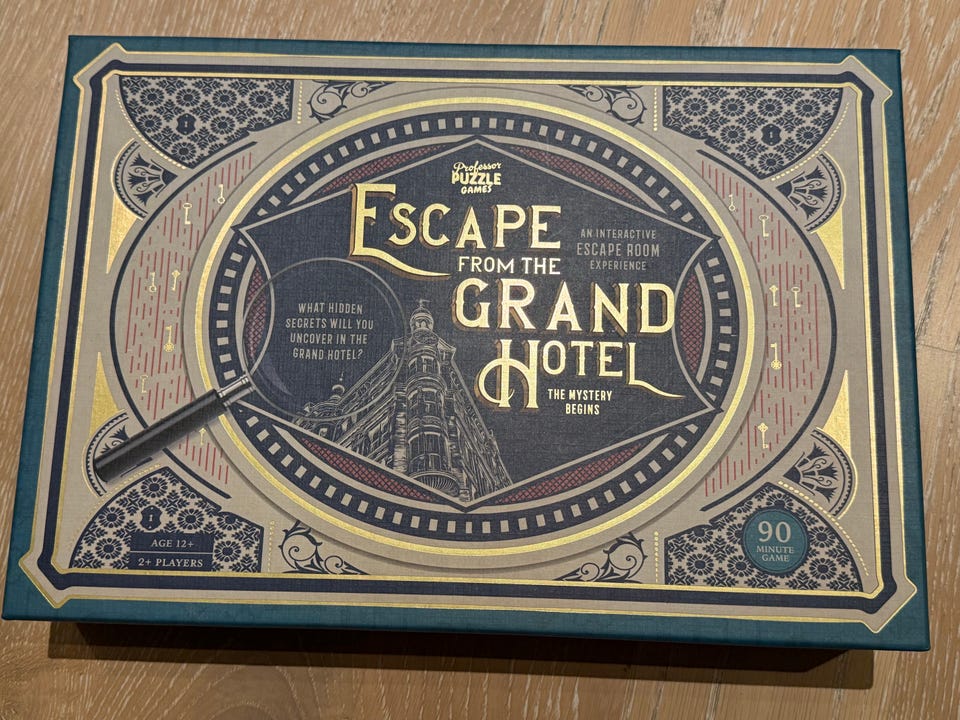 Professor
PUZZLE
GAMES
ESCAPE
FROM THE
GRAND
HOTEL
THE MYSTERY
BEGINS
AN INTERACTIVE
ESCAPE ROOM
EXPERIENCE
WHAT HIDDEN
SECRETS WILL YOU
UNCOVER IN THE
GRAND HOTEL?
AGE 12+
2+ PLAYERS
90
MINUTE
GAME